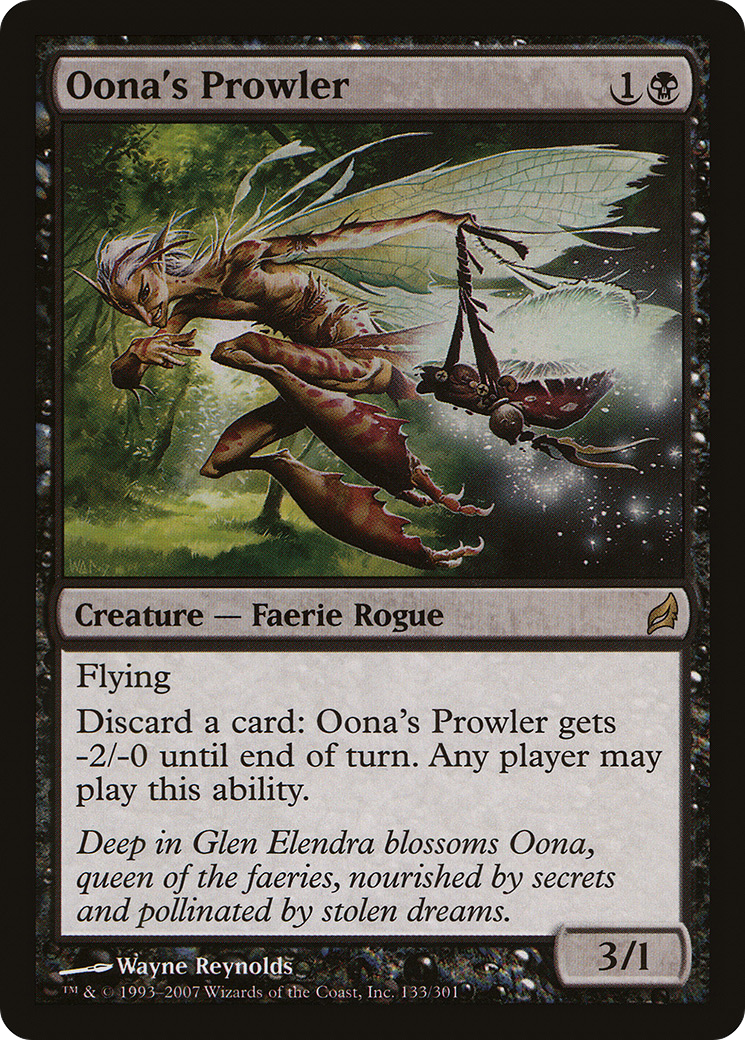 Oona's Prowler 1
Creature — Faerie Rogue
Flying
Discard a card: Oona's Prowler gets
-2/-0 until end of turn. Any player may
play this ability.
Deep in Glen Elendra blossoms Oona,
queen of the faeries, nourished by secrets
and pollinated by stolen dreams.
3/1
Wayne Reynolds
™ & © 1993–2007 Wizards of the Coast, Inc. 133/301